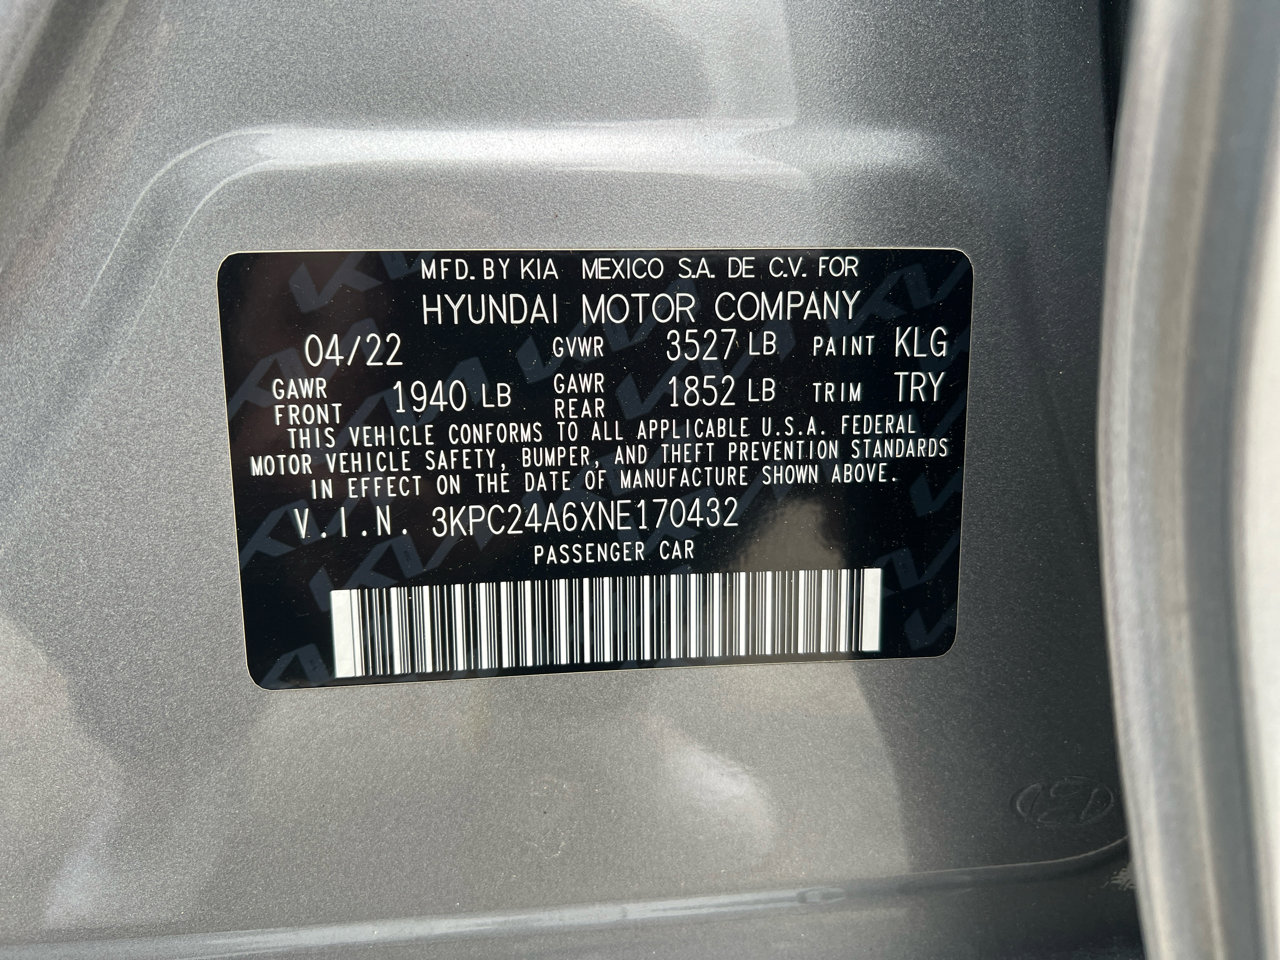 MFD. BY KIA MEXICO S.A. DE C.V. FOR
HYUNDAI MOTOR COMPANY
04/22 GVWR 3527 LB PAINT KLG
GAWR FRONT 1940 LB GAWR REAR 1852 LB TRIM TRY
THIS VEHICLE CONFORMS TO ALL APPLICABLE U.S.A. FEDERAL
MOTOR VEHICLE SAFETY, BUMPER, AND THEFT PREVENTION STANDARDS
IN EFFECT ON THE DATE OF MANUFACTURE SHOWN ABOVE.
V.I.N. 3KPC24A6XNE170432
PASSENGER CAR